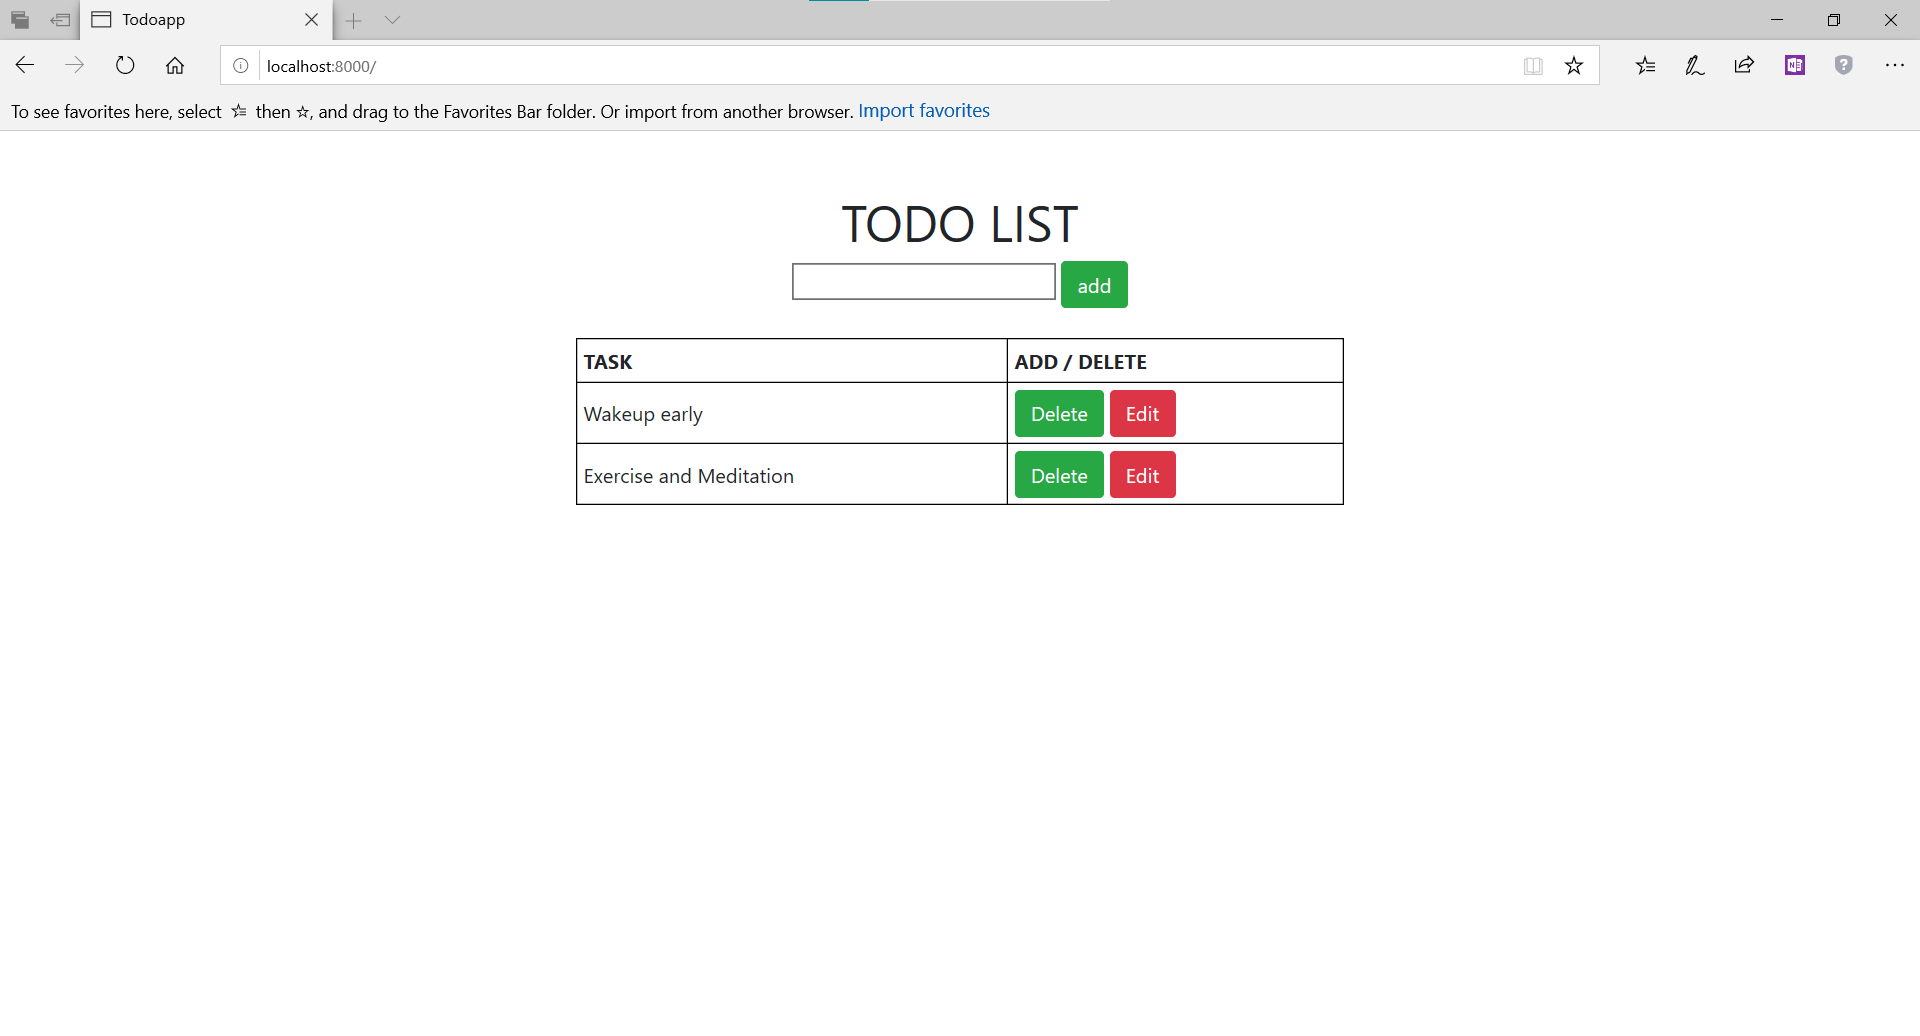 Todoapp
localhost:8000/
To see favorites here, select then , and drag to the Favorites Bar folder. Or import from another browser. Import favorites
TODO LIST
add
TASK ADD / DELETE
Wakeup early Delete Edit
Exercise and Meditation Delete Edit